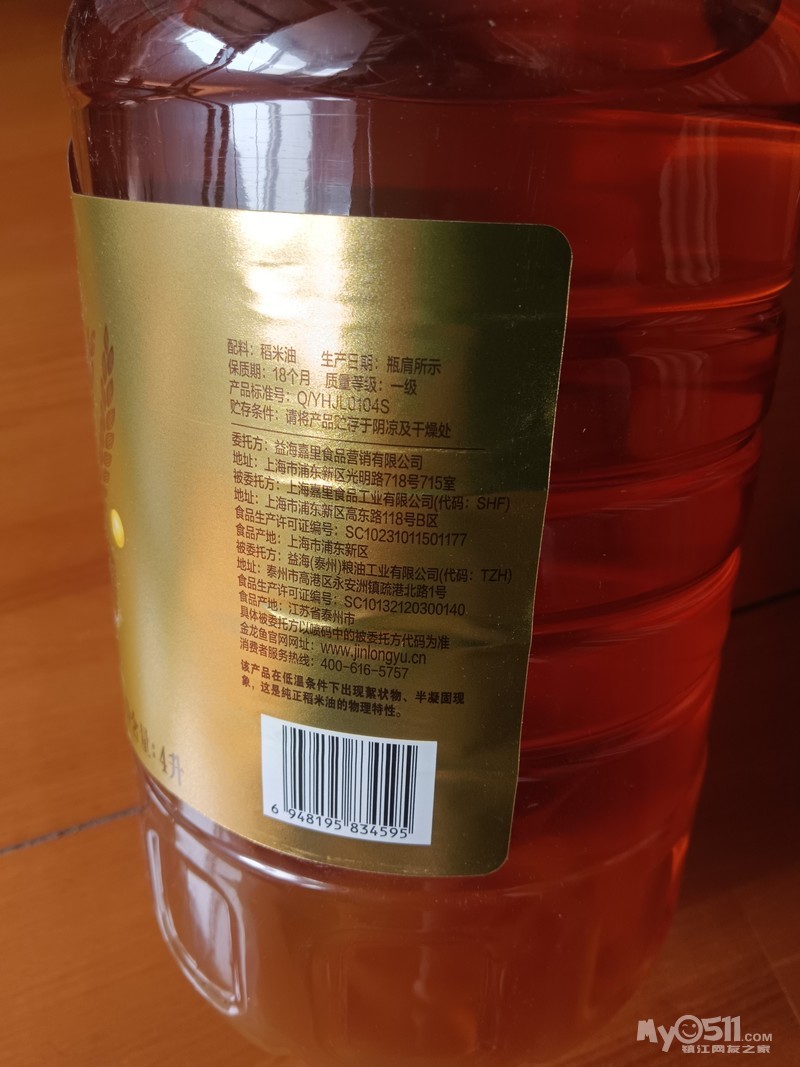 配料：稻米油 生产日期：瓶肩所示
保质期：18个月 质量等级：一级
产品标准号：Q/YHJL0104S
贮存条件：请将产品贮存于阴凉及干燥处
委托方：益海嘉里食品营销有限公司
地址：上海市浦东新区光明路718号715室
被委托方：上海嘉里食品工业有限公司(代码：SHF)
地址：上海市浦东新区高东路118号B区
食品生产许可证编号：SC10231011501177
食品产地：上海市浦东新区
被委托方：益海(泰州)粮油工业有限公司(代码：TZH)
地址：泰州市高港区永安洲镇疏港北路1号
食品生产许可证编号：SC10132120300140
食品产地：江苏省泰州市
具体被委托方以喷码中的被委托方代码为准
金龙鱼官网网址：www.jinlongyu.cn
消费者服务热线：400-616-5757
该产品在低温条件下出现絮状物、半凝固现
象，这是纯正稻米油的物理特性。
4升
6 948195 834595
My0511.COM
镇江网友之家